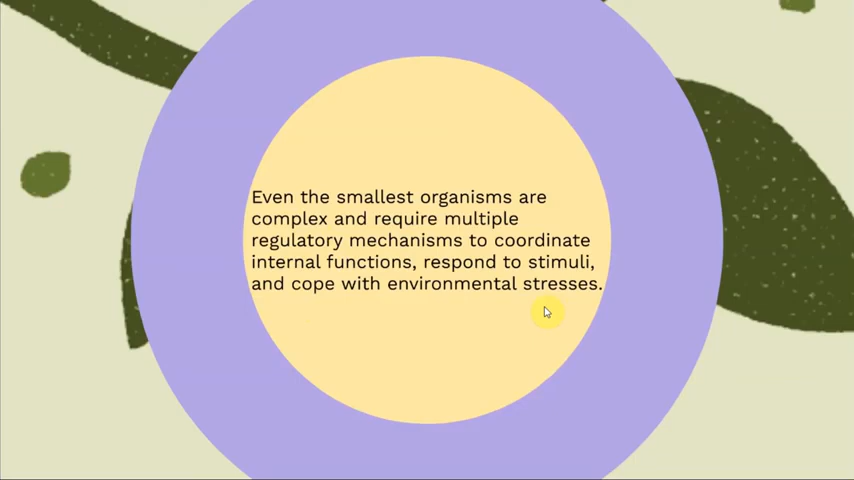 Even the smallest organisms are
complex and require multiple
regulatory mechanisms to coordinate
internal functions, respond to stimuli,
and cope with environmental stresses.